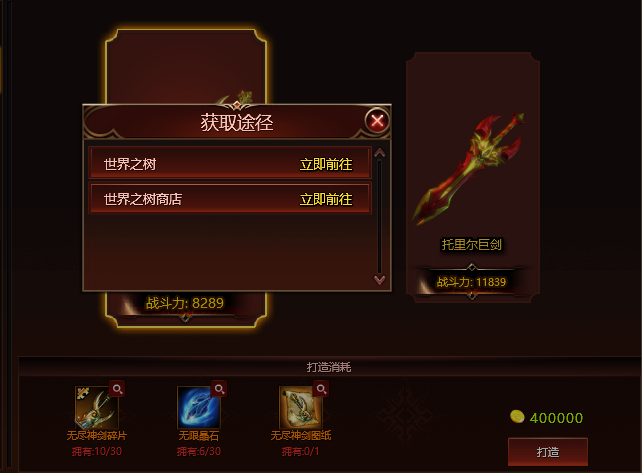 获取途径
世界之树 立即前往
世界之树商店 立即前往
托里尔巨剑
战斗力: 8289
战斗力: 11839
打造消耗
无尽神剑碎片 无限晶石 无尽神剑图纸
拥有:10/30 拥有:6/30 拥有:0/1
400000
打造